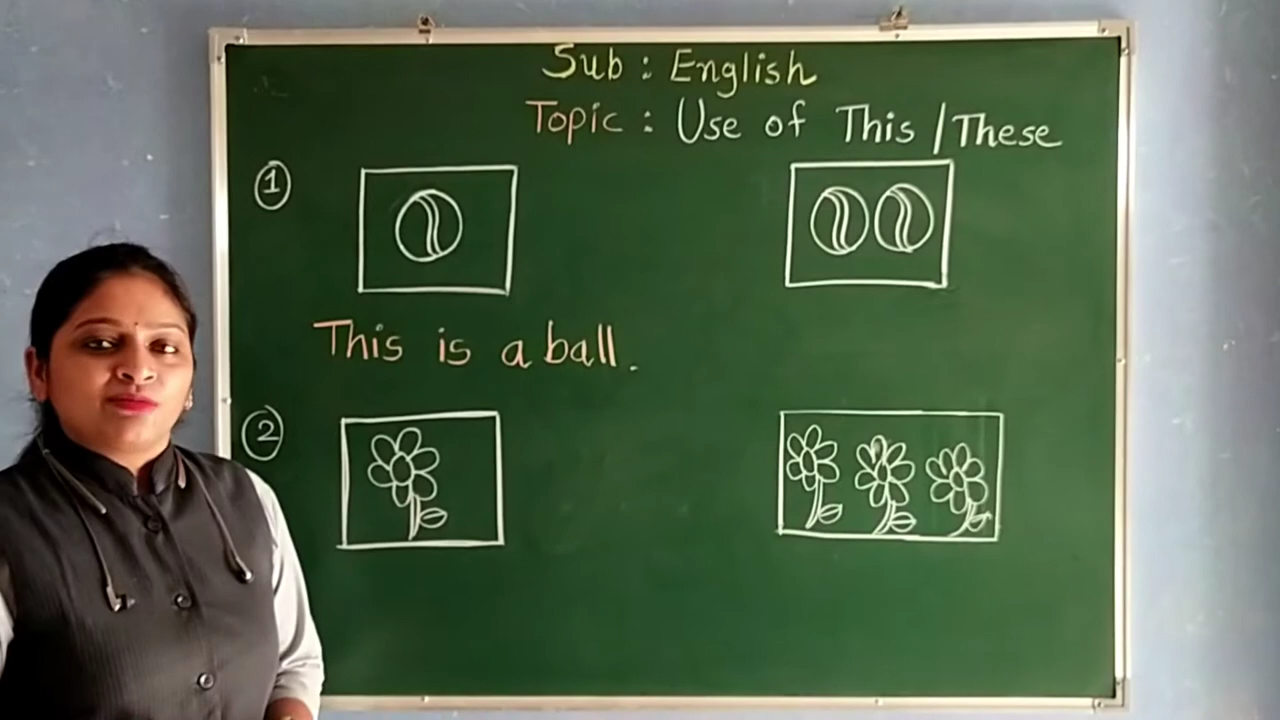 Sub : English
Topic : Use of This / These
1
This is a ball.
2